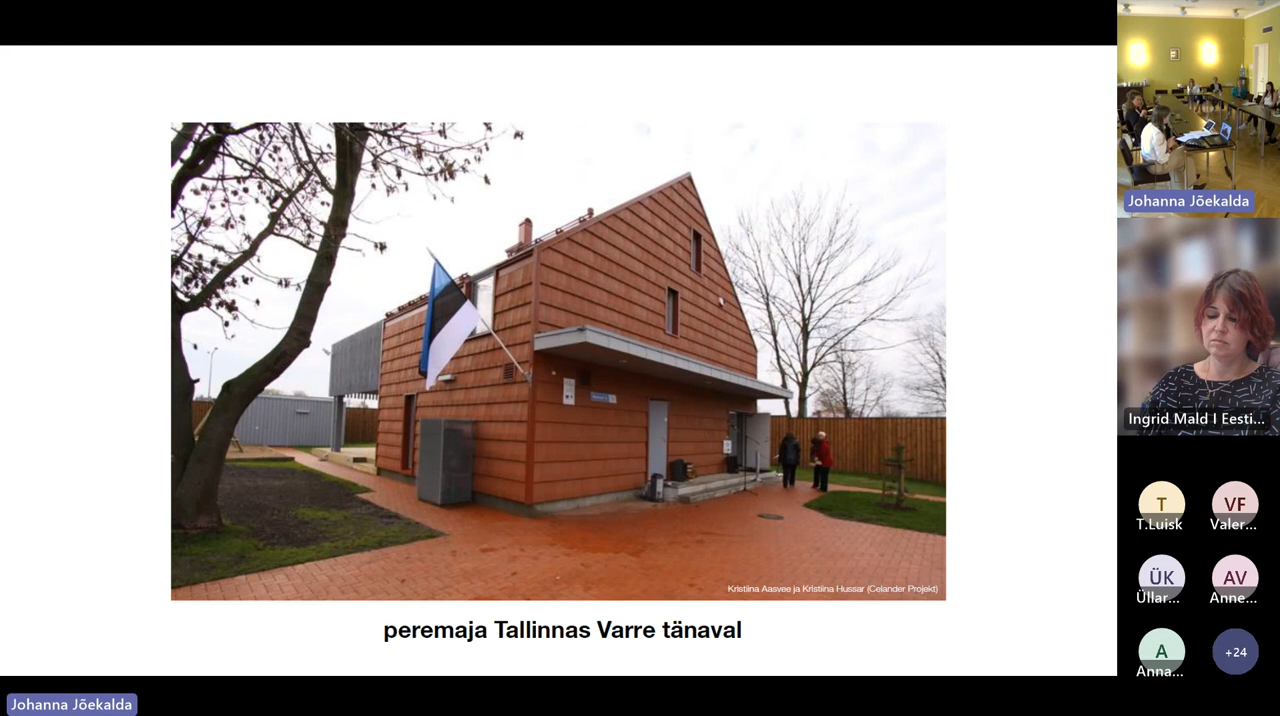 Kristiina Aasvee ja Kristiina Hussar (Celander Projekt)
peremaja Tallinnas Varre tänaval
Johanna Jõekalda
Johanna Jõekalda
Ingrid Mald I Eesti...
T
VF
T.Luisk
Valer...
ÜK
AV
Üllar...
Anne...
A
+24
Anna...